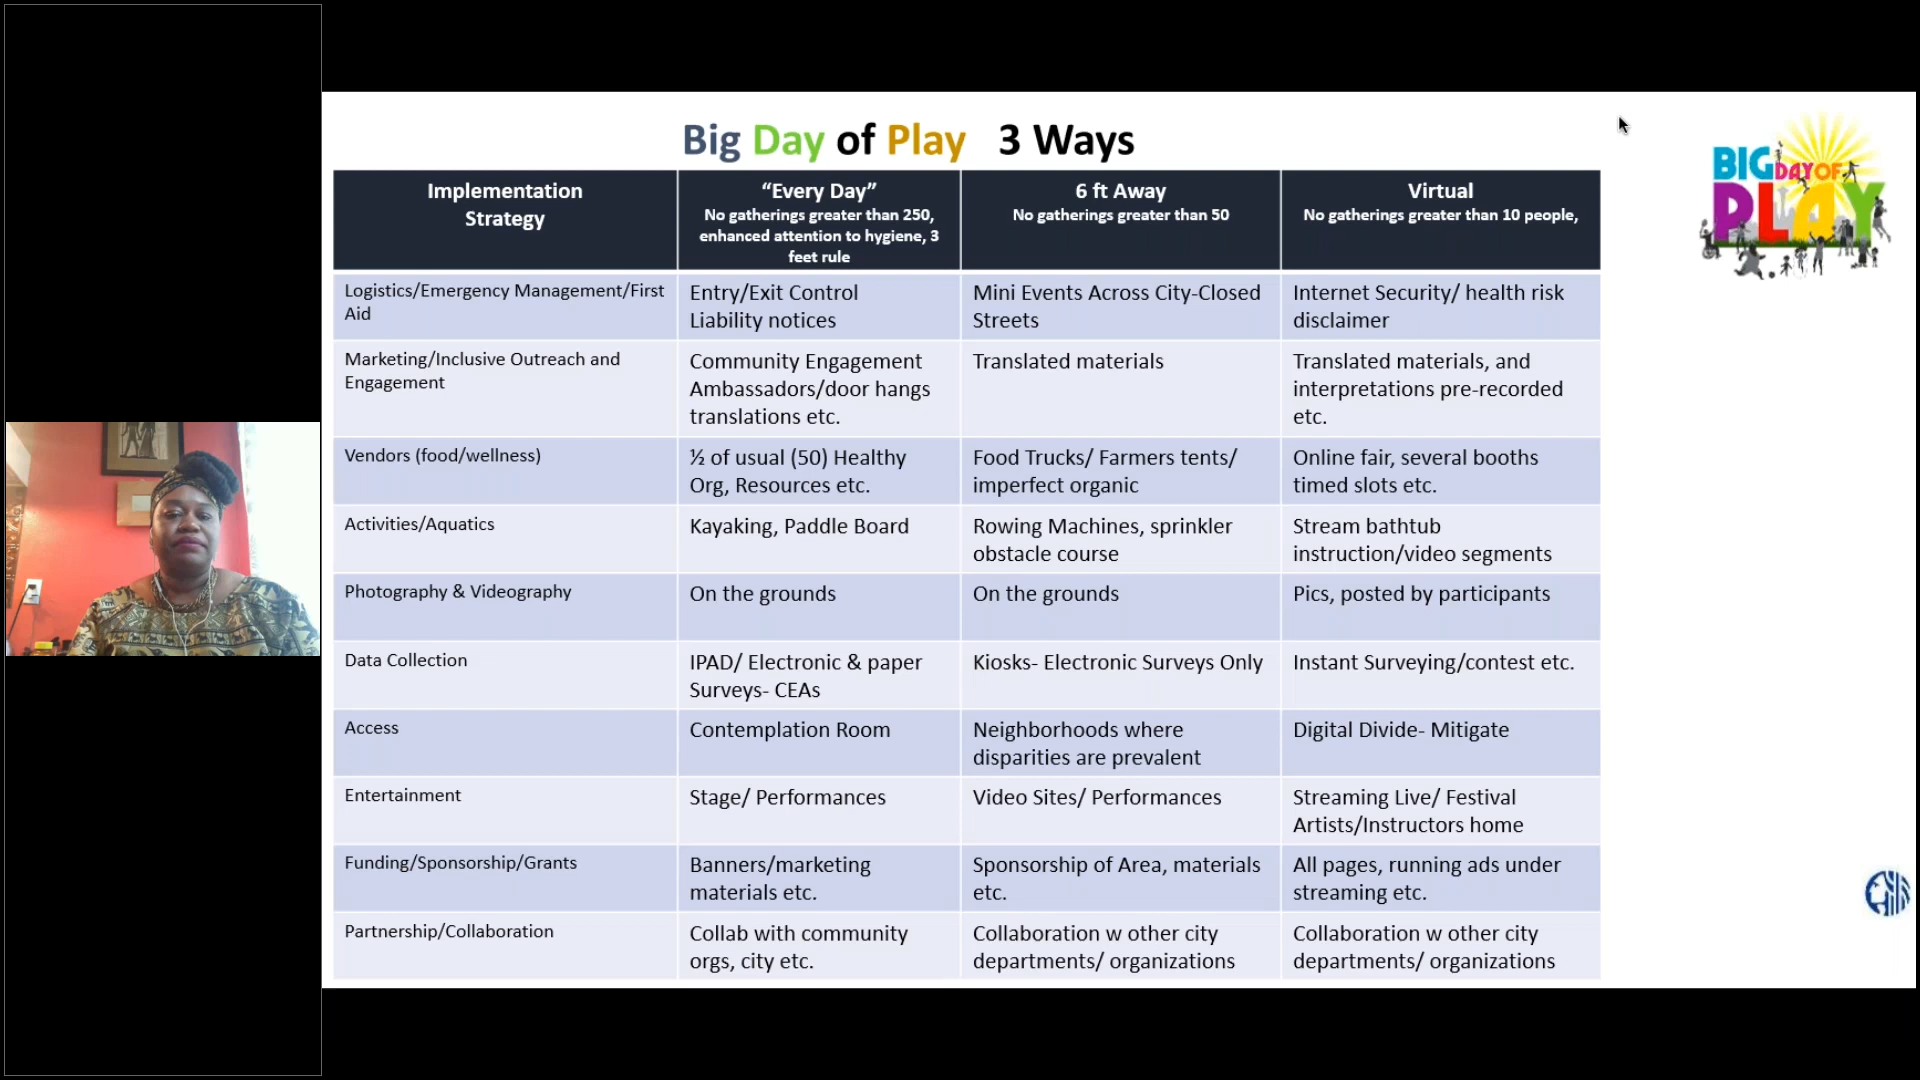 Big Day of Play 3 Ways
BIG DAY OF
PLAY
Implementation
Strategy
“Every Day”
No gatherings greater than 250,
enhanced attention to hygiene, 3
feet rule
6 ft Away
No gatherings greater than 50
Virtual
No gatherings greater than 10 people,
Logistics/Emergency Management/First
Aid
Entry/Exit Control
Liability notices
Mini Events Across City-Closed
Streets
Internet Security/ health risk
disclaimer
Marketing/Inclusive Outreach and
Engagement
Community Engagement
Ambassadors/door hangs
translations etc.
Translated materials
Translated materials, and
interpretations pre-recorded
etc.
Vendors (food/wellness)
½ of usual (50) Healthy
Org, Resources etc.
Food Trucks/ Farmers tents/
imperfect organic
Online fair, several booths
timed slots etc.
Activities/Aquatics
Kayaking, Paddle Board
Rowing Machines, sprinkler
obstacle course
Stream bathtub
instruction/video segments
Photography & Videography
On the grounds
On the grounds
Pics, posted by participants
Data Collection
IPAD/ Electronic & paper
Surveys- CEAs
Kiosks- Electronic Surveys Only
Instant Surveying/contest etc.
Access
Contemplation Room
Neighborhoods where
disparities are prevalent
Digital Divide- Mitigate
Entertainment
Stage/ Performances
Video Sites/ Performances
Streaming Live/ Festival
Artists/Instructors home
Funding/Sponsorship/Grants
Banners/marketing
materials etc.
Sponsorship of Area, materials
etc.
All pages, running ads under
streaming etc.
Partnership/Collaboration
Collab with community
orgs, city etc.
Collaboration w other city
departments/ organizations
Collaboration w other city
departments/ organizations